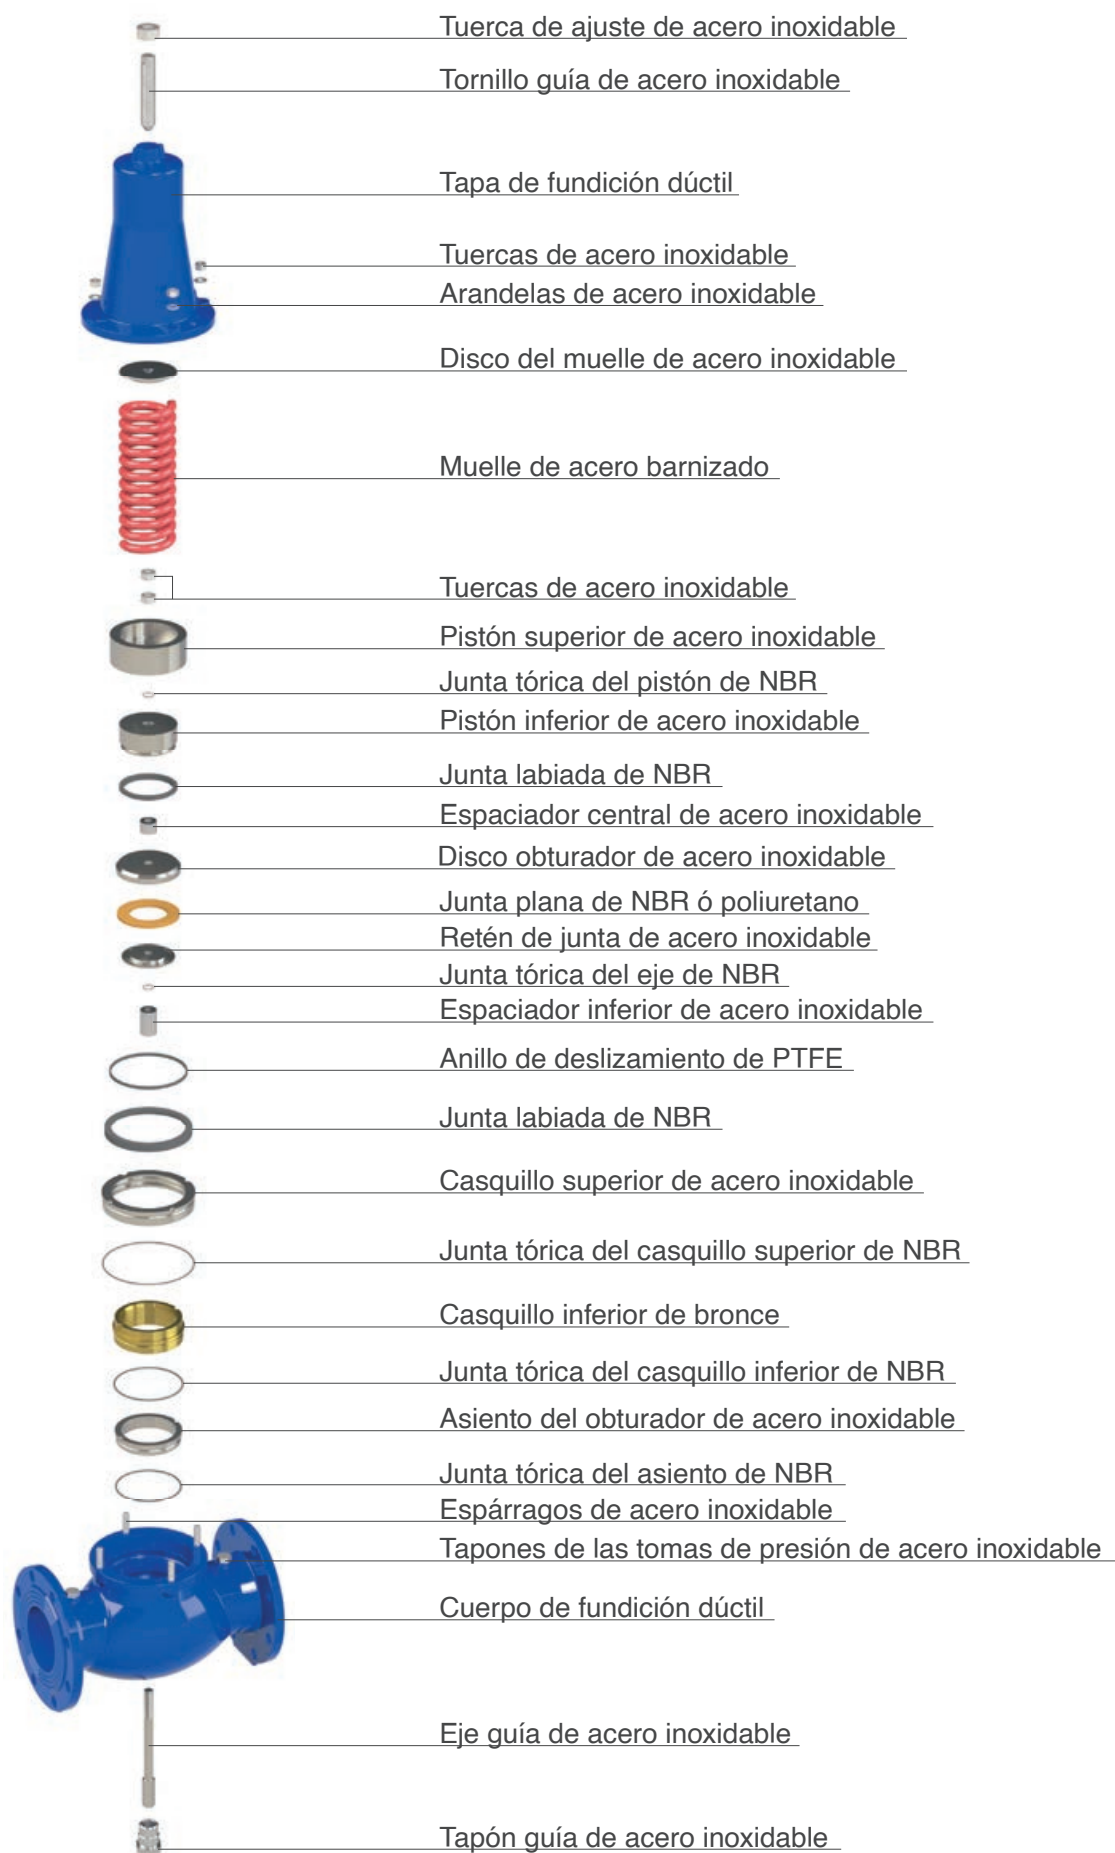 Tuerca de ajuste de acero inoxidable
Tornillo guía de acero inoxidable
Tapa de fundición dúctil
Tuercas de acero inoxidable
Arandelas de acero inoxidable
Disco del muelle de acero inoxidable
Muelle de acero barnizado
Tuercas de acero inoxidable
Pistón superior de acero inoxidable
Junta tórica del pistón de NBR
Pistón inferior de acero inoxidable
Junta labiada de NBR
Espaciador central de acero inoxidable
Disco obturador de acero inoxidable
Junta plana de NBR ó poliuretano
Retén de junta de acero inoxidable
Junta tórica del eje de NBR
Espaciador inferior de acero inoxidable
Anillo de deslizamiento de PTFE
Junta labiada de NBR
Casquillo superior de acero inoxidable
Junta tórica del casquillo superior de NBR
Casquillo inferior de bronce
Junta tórica del casquillo inferior de NBR
Asiento del obturador de acero inoxidable
Junta tórica del asiento de NBR
Espárragos de acero inoxidable
Tapones de las tomas de presión de acero inoxidable
Cuerpo de fundición dúctil
Eje guía de acero inoxidable
Tapón guía de acero inoxidable